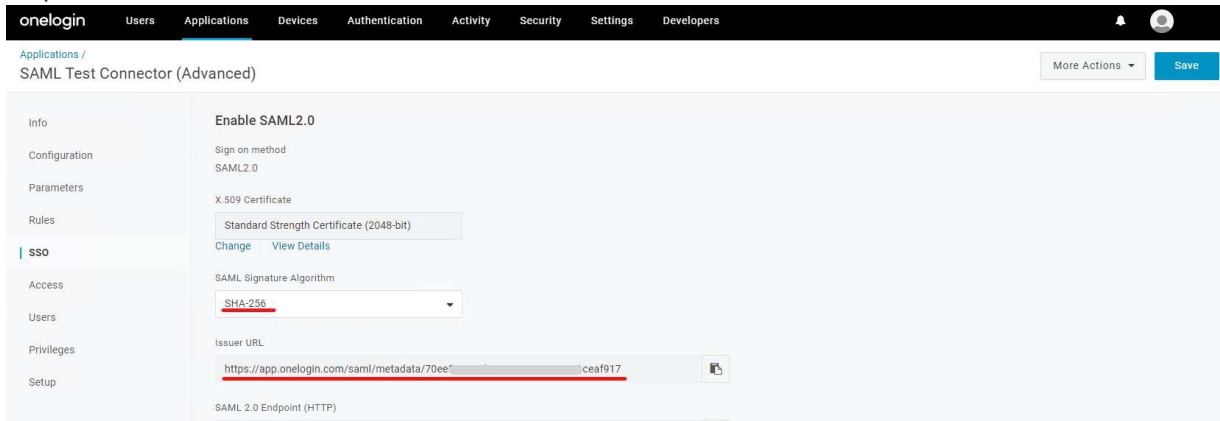 onelogin Users Applications Devices Authentication Activity Security Settings Developers
Applications /
SAML Test Connector (Advanced)
More Actions Save
Info
Configuration
Parameters
Rules
SSO
Access
Users
Privileges
Setup
Enable SAML2.0
Sign on method
SAML2.0
X.509 Certificate
Standard Strength Certificate (2048-bit)
Change View Details
SAML Signature Algorithm
SHA-256
Issuer URL
https://app.onelogin.com/saml/metadata/70ee ceaf917
SAML 2.0 Endpoint (HTTP)